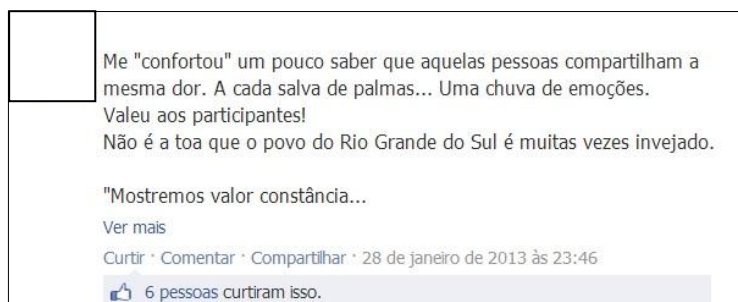 Me "confortou" um pouco saber que aquelas pessoas compartilham a
mesma dor. A cada salva de palmas... Uma chuva de emoções.
Valeu aos participantes!
Não é a toa que o povo do Rio Grande do Sul é muitas vezes invejado.
"Mostremos valor constância...
Ver mais
Curtir · Comentar · Compartilhar · 28 de janeiro de 2013 às 23:46
6 pessoas curtiram isso.